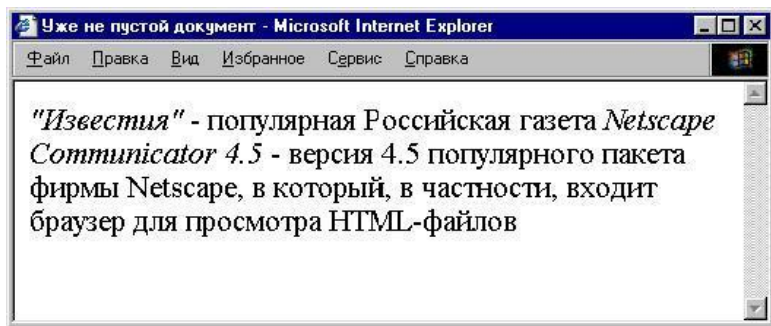 Уже не пустой документ - Microsoft Internet Explorer
Файл Правка Вид Избранное Сервис Справка
"Известия" - популярная Российская газета Netscape
Communicator 4.5 - версия 4.5 популярного пакета
фирмы Netscape, в который, в частности, входит
браузер для просмотра HTML-файлов